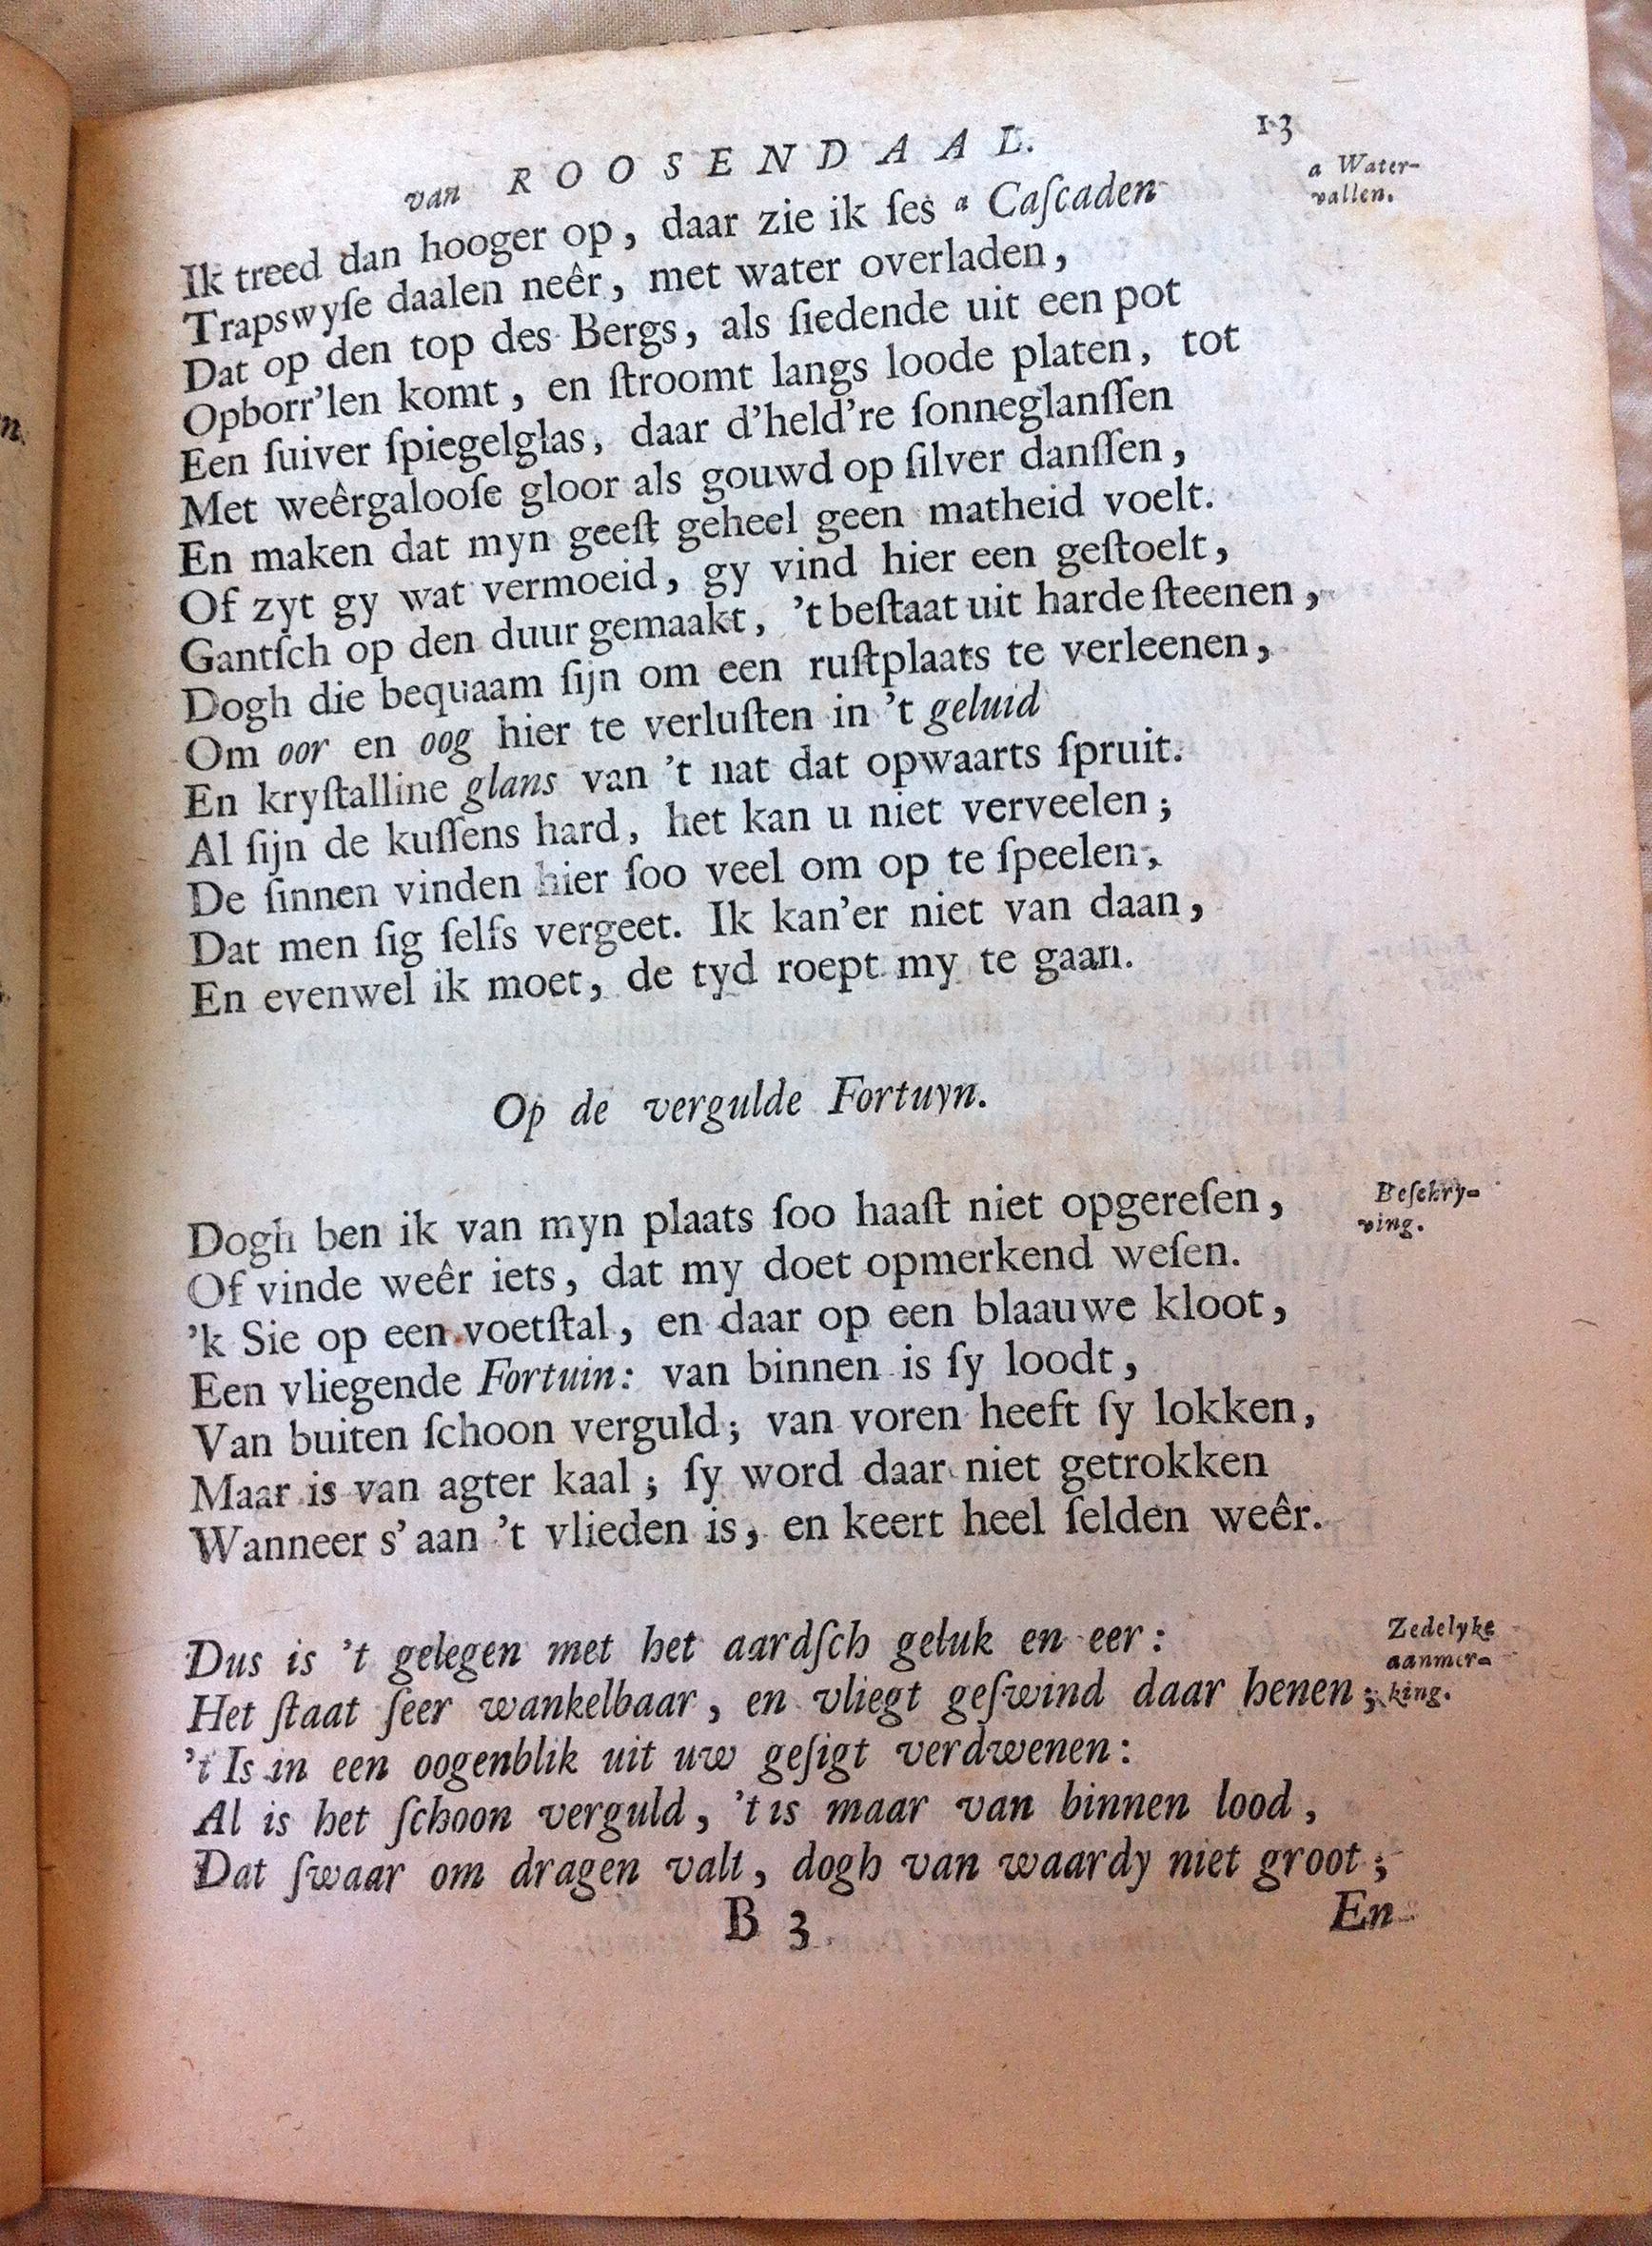 van ROOSENDAAL. 13
Ik treed dan hooger op, daar zie ik ſes a Caſcaden
a Water-
vallen.
Trapswyſe daalen neêr, met water overladen,
Dat op den top des Bergs, als ſiedende uit een pot
Opborr'len komt, en ſtroomt langs loode platen, tot
Een ſuiver ſpiegelglas, daar d'held're ſonneglanſſen
Met weêrgalooſe gloor als gouwd op ſilver danſſen,
En maken dat myn geeſt geheel geen matheid voelt.
Of zyt gy wat vermoeid, gy vind hier een geſtoelt,
Gantſch op den duur gemaakt, 't beſtaat uit harde ſteenen,
Dogh die bequaam ſijn om een ruſtplaats te verleenen,
Om oor en oog hier te verluſten in 't geluid
En kryſtalline glans van 't nat dat opwaarts ſpruit.
Al ſijn de kuſſens hard, het kan u niet verveelen;
De ſinnen vinden hier ſoo veel om op te ſpeelen,
Dat men ſig ſelfs vergeet. Ik kan'er niet van daan,
En evenwel ik moet, de tyd roept my te gaan.
Op de vergulde Fortuyn.
Dogh ben ik van myn plaats ſoo haaſt niet opgereſen,
Beſchry-
ving.
Of vinde weêr iets, dat my doet opmerkend weſen.
'k Sie op een voetſtal, en daar op een blaauwe kloot,
Een vliegende Fortuin: van binnen is ſy loodt,
Van buiten ſchoon verguld; van voren heeft ſy lokken,
Maar is van agter kaal; ſy word daar niet getrokken
Wanneer s'aan 't vlieden is, en keert heel ſelden weêr.
Dus is 't gelegen met het aardſch geluk en eer:
Zedelyke
aanmer-
king.
Het ſtaat ſeer wankelbaar, en vliegt geſwind daar henen;
't Is in een oogenblik uit uw geſigt verdwenen:
Al is het ſchoon verguld, 't is maar van binnen lood,
Dat ſwaar om dragen valt, dogh van waardy niet groot;
B 3 En